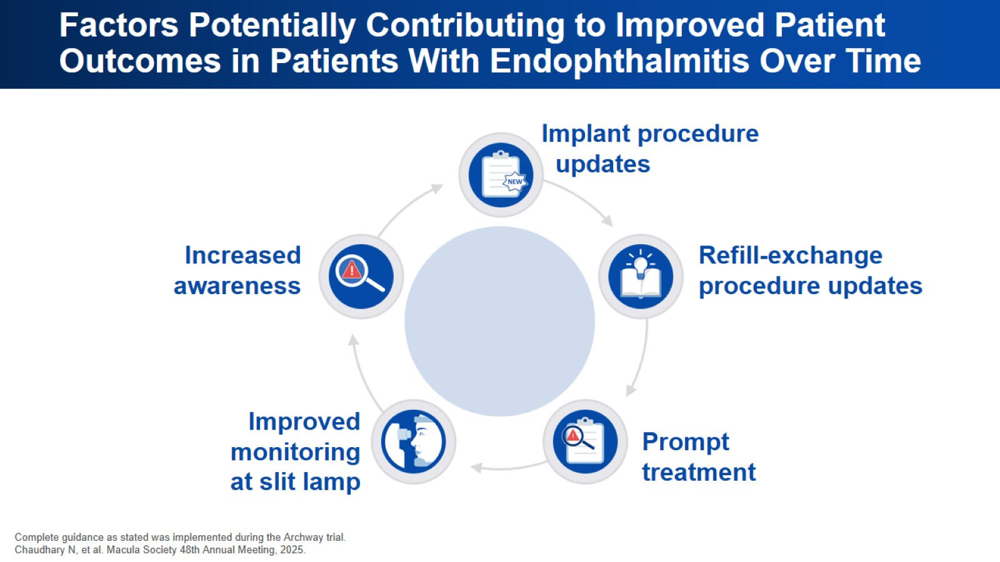 Factors Potentially Contributing to Improved Patient
Outcomes in Patients With Endophthalmitis Over Time
Implant procedure
updates
NEW
Refill-exchange
procedure updates
Prompt
treatment
Improved
monitoring
at slit lamp
Increased
awareness
Complete guidance as stated was implemented during the Archway trial.
Chaudhary N, et al. Macula Society 48th Annual Meeting, 2025.